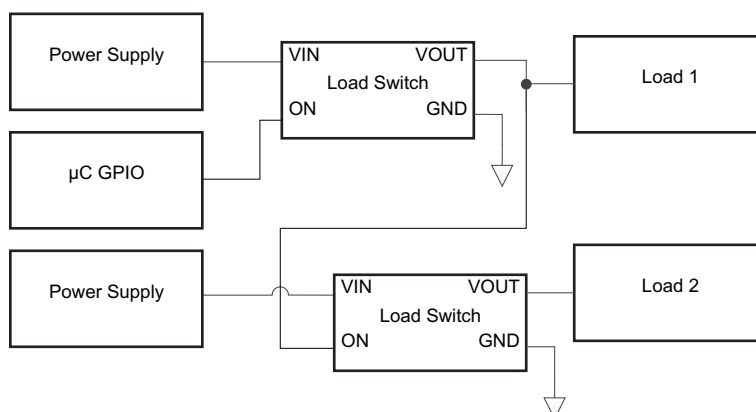 Power Supply
VIN
VOUT
Load Switch
ON
GND
Load 1
µC GPIO
Power Supply
VIN
VOUT
Load Switch
ON
GND
Load 2